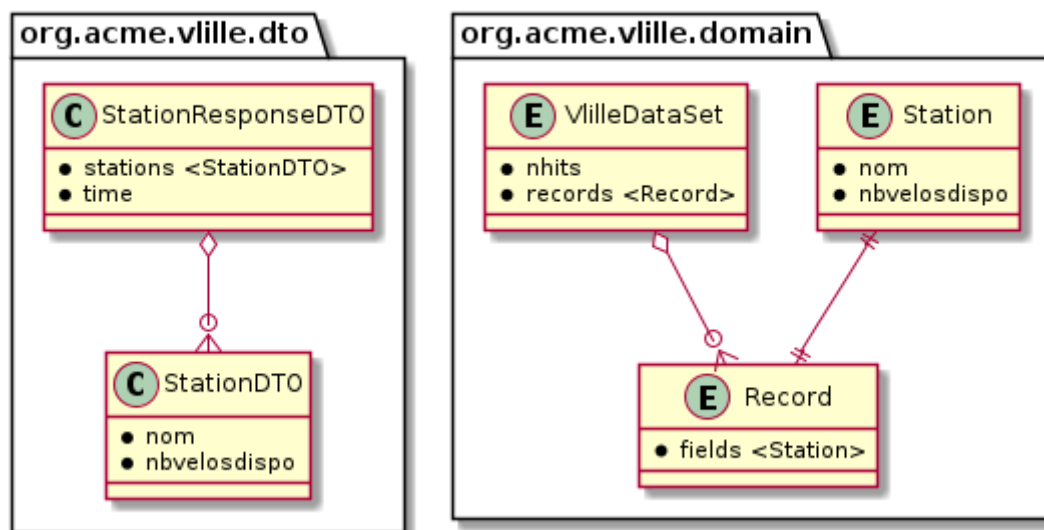 org.acme.vlille.dto
C StationResponseDTO
stations <StationDTO>
time
C StationDTO
nom
nbvelosdispo
org.acme.vlille.domain
E VlilleDataSet
nhits
records <Record>
E Station
nom
nbvelosdispo
E Record
fields <Station>